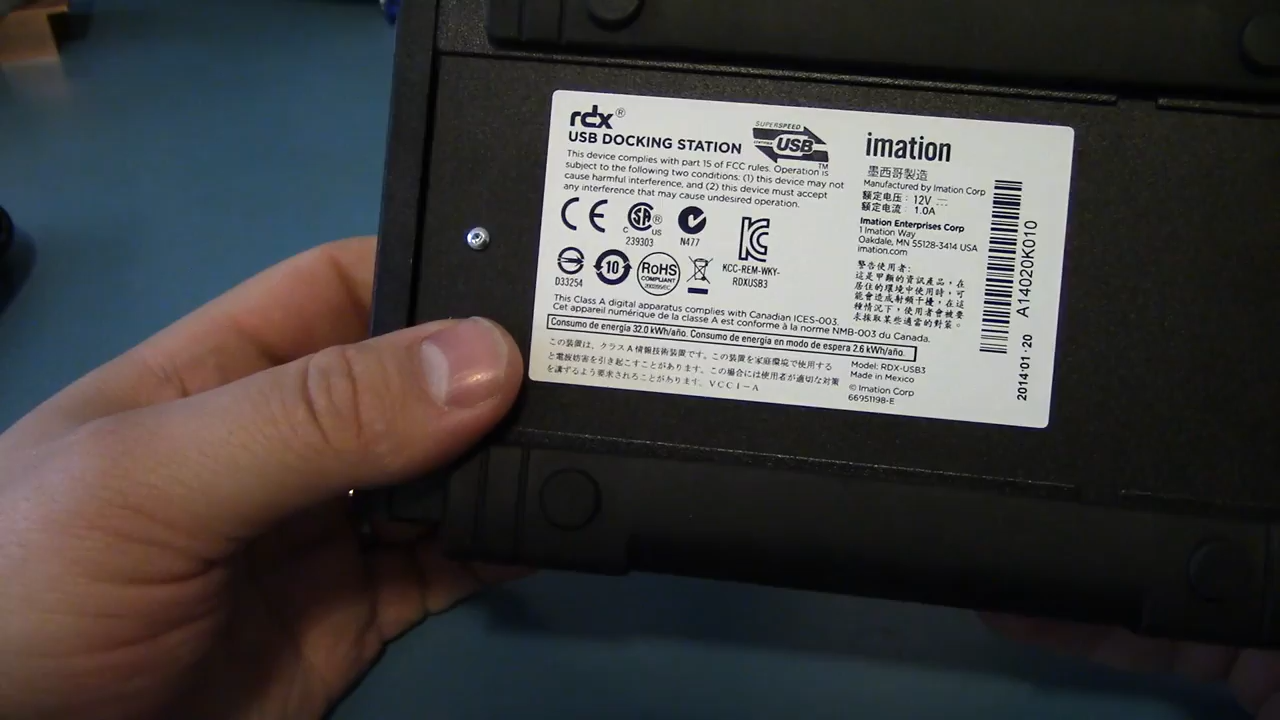 rdx®
USB DOCKING STATION
SUPERSPEED
CERTIFIED USB™
This device complies with part 15 of FCC rules. Operation is
subject to the following two conditions: (1) this device may not
cause harmful interference, and (2) this device must accept
any interference that may cause undesired operation.
CE
C SA ® US
239303
N477
KCC-REM-WKY-
RDXUSB3
D33254
10
RoHS
COMPLIANT
2002/95/EC
This Class A digital apparatus complies with Canadian ICES-003.
Cet appareil numérique de la classe A est conforme à la norme NMB-003 du Canada.
Consumo de energía 32.0 kWh/año. Consumo de energía en modo de espera 2.6 kWh/año.
この装置は、クラスA情報技術装置です。この装置を家庭環境で使用する
と電波妨害を引き起こすことがあります。この場合には使用者が適切な対策
を講ずるよう要求されることがあります。VCCI-A
imation
墨西哥製造
Manufactured by Imation Corp
额定电压: 12V
额定电流: 1.0A
Imation Enterprises Corp
1 Imation Way
Oakdale, MN 55128-3414 USA
imation.com
警告使用者:
這是甲類的資訊產品，在
居住的環境中使用時，可
能會造成射頻干擾，在這
種情況下，使用者會被要
求採取某些適當的對策。
Model: RDX-USB3
Made in Mexico
© Imation Corp
66951198-E
2014-01-20 A14020K010